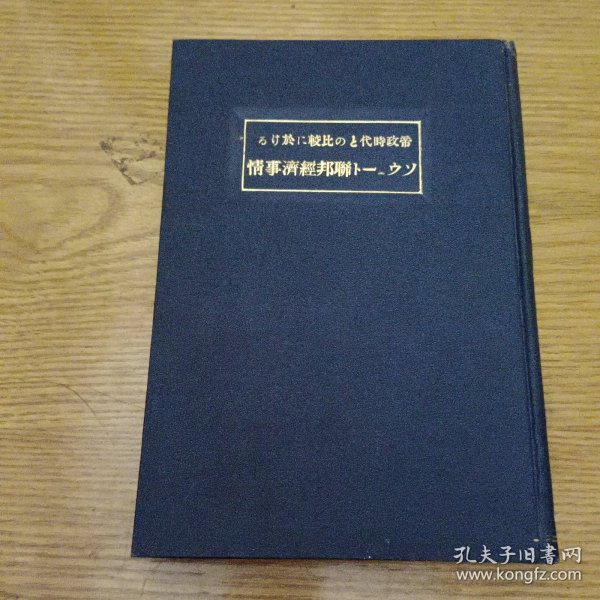 帝政時代との比較に於ける
ソウェート聯邦經濟事情
孔夫子旧书网
www.kongfz.com